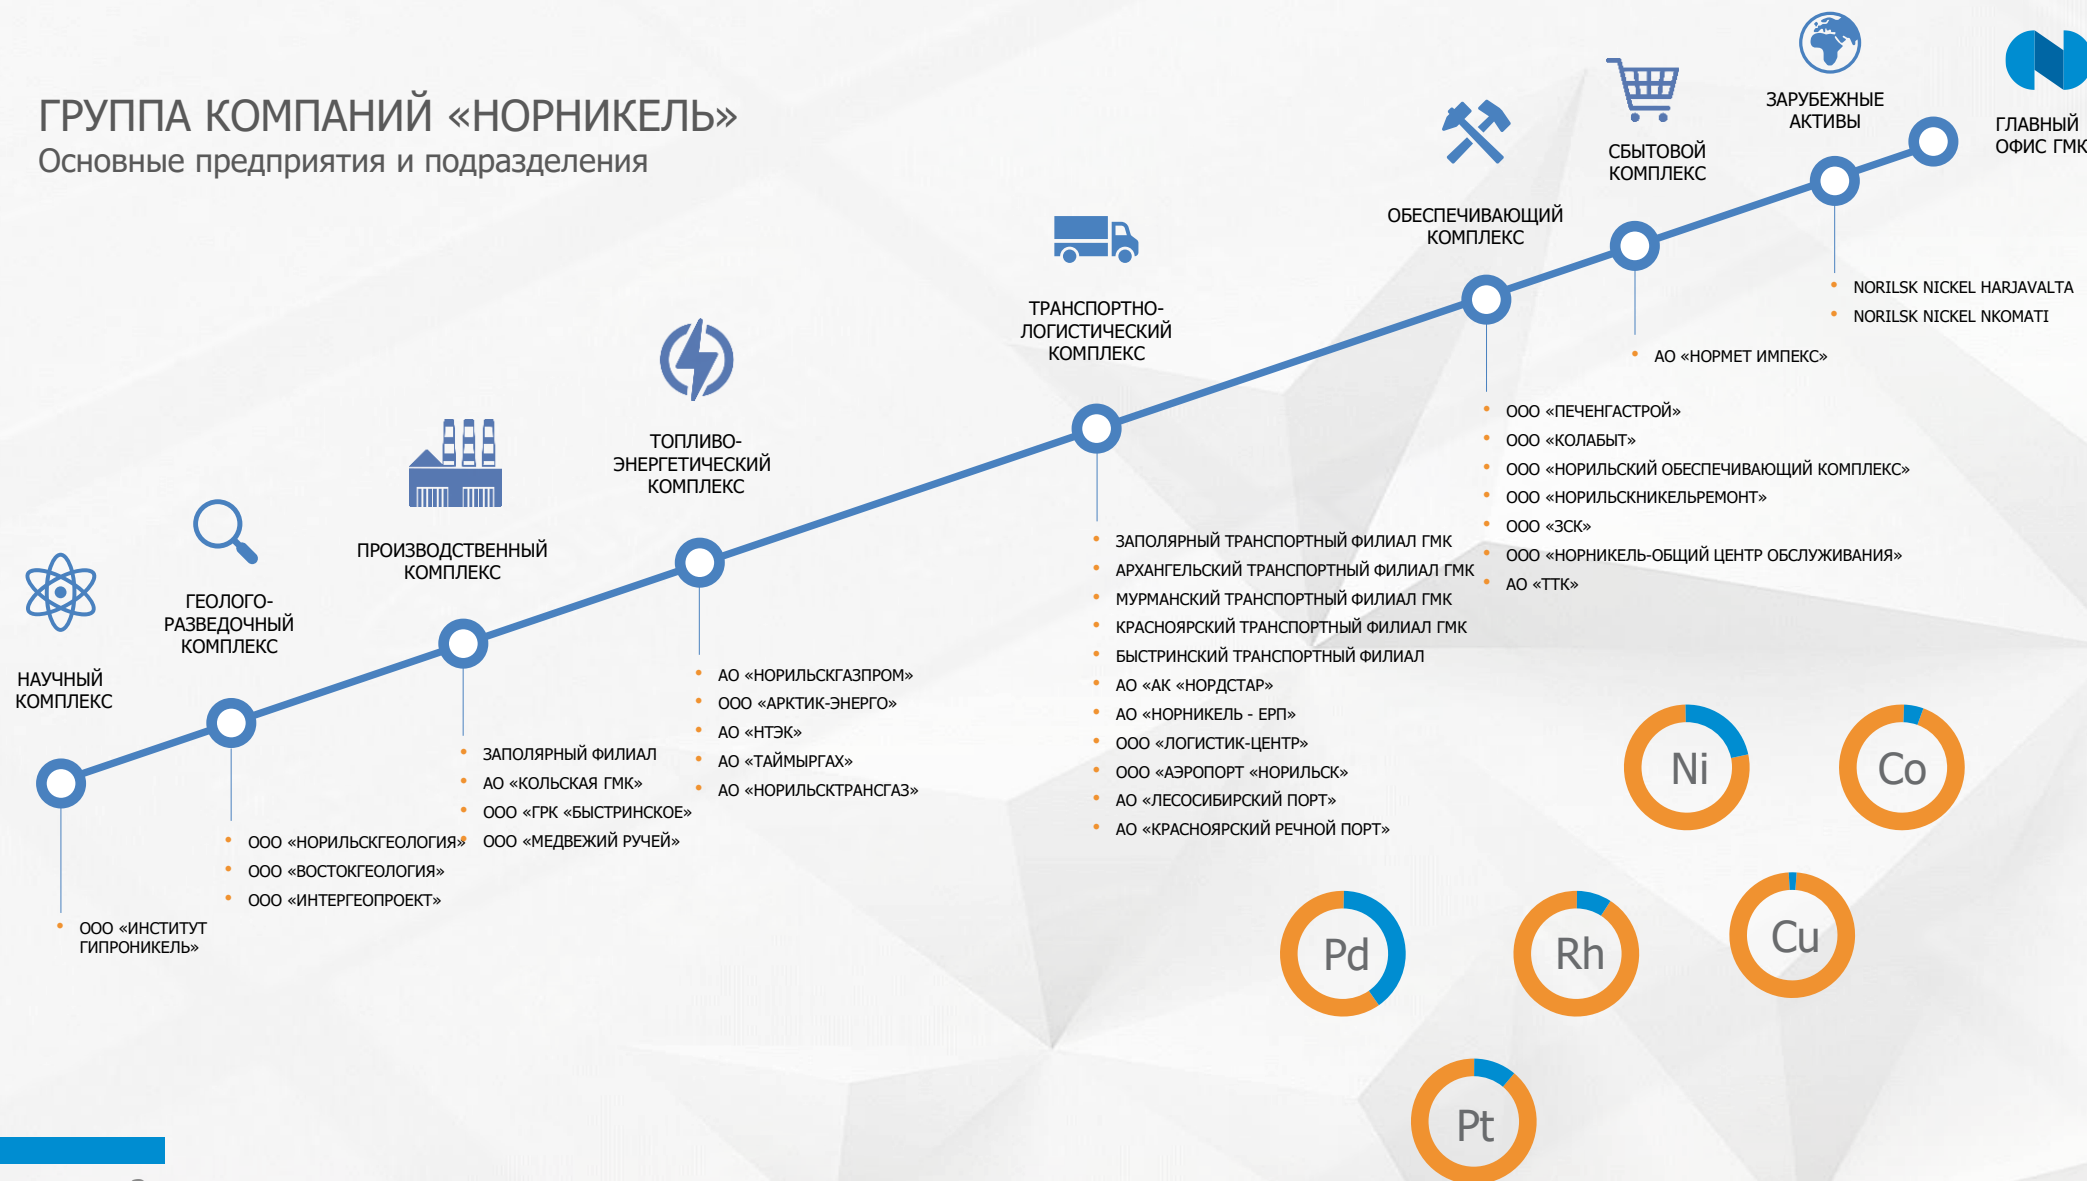 ГРУППА КОМПАНИЙ «НОРНИКЕЛЬ»
Основные предприятия и подразделения
НАУЧНЫЙ
КОМПЛЕКС
ООО «ИНСТИТУТ
ГИПРОНИКЕЛЬ»
ГЕОЛОГО-
РАЗВЕДОЧНЫЙ
КОМПЛЕКС
ООО «НОРИЛЬСКГЕОЛОГИЯ»
ООО «ВОСТОКГЕОЛОГИЯ»
ООО «ИНТЕРГЕОПРОЕКТ»
ПРОИЗВОДСТВЕННЫЙ
КОМПЛЕКС
ЗАПОЛЯРНЫЙ ФИЛИАЛ
АО «КОЛЬСКАЯ ГМК»
ООО «ГРК «БЫСТРИНСКОЕ»
ООО «МЕДВЕЖИЙ РУЧЕЙ»
ТОПЛИВО-
ЭНЕРГЕТИЧЕСКИЙ
КОМПЛЕКС
АО «НОРИЛЬСКГАЗПРОМ»
ООО «АРКТИК-ЭНЕРГО»
АО «НТЭК»
АО «ТАЙМЫРГАХ»
АО «НОРИЛЬСКТРАНСГАЗ»
ТРАНСПОРТНО-
ЛОГИСТИЧЕСКИЙ
КОМПЛЕКС
ЗАПОЛЯРНЫЙ ТРАНСПОРТНЫЙ ФИЛИАЛ ГМК
АРХАНГЕЛЬСКИЙ ТРАНСПОРТНЫЙ ФИЛИАЛ ГМК
МУРМАНСКИЙ ТРАНСПОРТНЫЙ ФИЛИАЛ ГМК
КРАСНОЯРСКИЙ ТРАНСПОРТНЫЙ ФИЛИАЛ ГМК
БЫСТРИНСКИЙ ТРАНСПОРТНЫЙ ФИЛИАЛ
АО «АК «НОРДСТАР»
АО «НОРНИКЕЛЬ - ЕРП»
ООО «ЛОГИСТИК-ЦЕНТР»
ООО «АЭРОПОРТ «НОРИЛЬСК»
АО «ЛЕСОСИБИРСКИЙ ПОРТ»
АО «КРАСНОЯРСКИЙ РЕЧНОЙ ПОРТ»
ОБЕСПЕЧИВАЮЩИЙ
КОМПЛЕКС
ООО «ПЕЧЕНГАСТРОЙ»
ООО «КОЛАБЫТ»
ООО «НОРИЛЬСКИЙ ОБЕСПЕЧИВАЮЩИЙ КОМПЛЕКС»
ООО «НОРИЛЬСКНИКЕЛЬРЕМОНТ»
ООО «ЗСК»
ООО «НОРНИКЕЛЬ-ОБЩИЙ ЦЕНТР ОБСЛУЖИВАНИЯ»
АО «ТТК»
СБЫТОВОЙ
КОМПЛЕКС
АО «НОРМЕТ ИМПЕКС»
ЗАРУБЕЖНЫЕ
АКТИВЫ
NORILSK NICKEL HARJAVALTA
NORILSK NICKEL NKOMATI
ГЛАВНЫЙ
ОФИС ГМК
Ni
Co
Pd
Rh
Cu
Pt